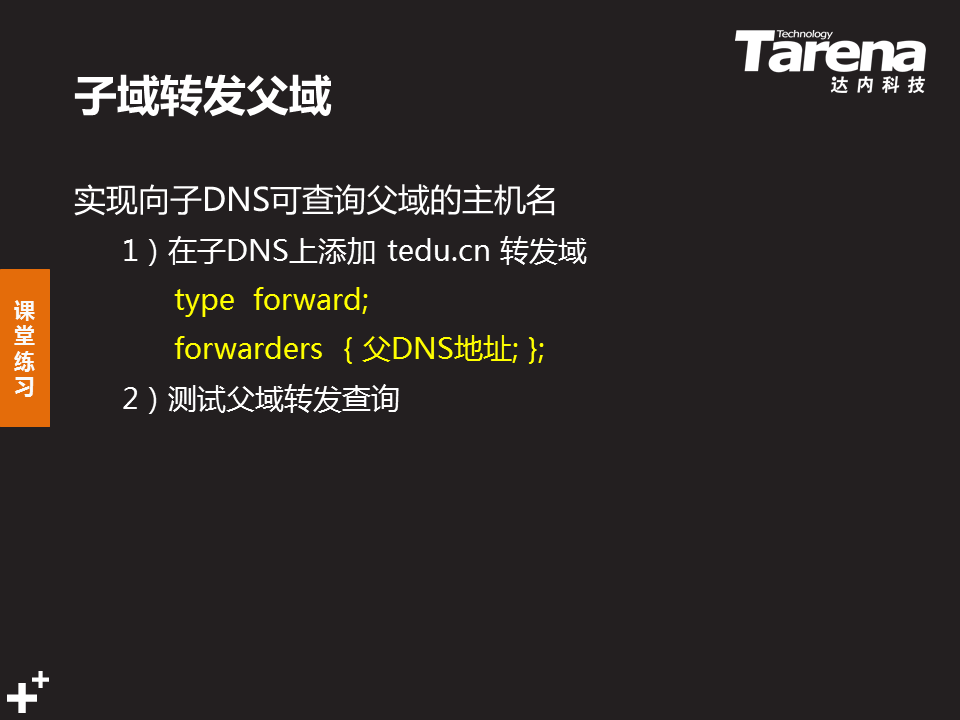 Technology
Tarena
达内科技
子域转发父域
实现向子DNS可查询父域的主机名
1）在子DNS上添加 tedu.cn 转发域
type forward;
forwarders { 父DNS地址; };
2）测试父域转发查询
课堂练习